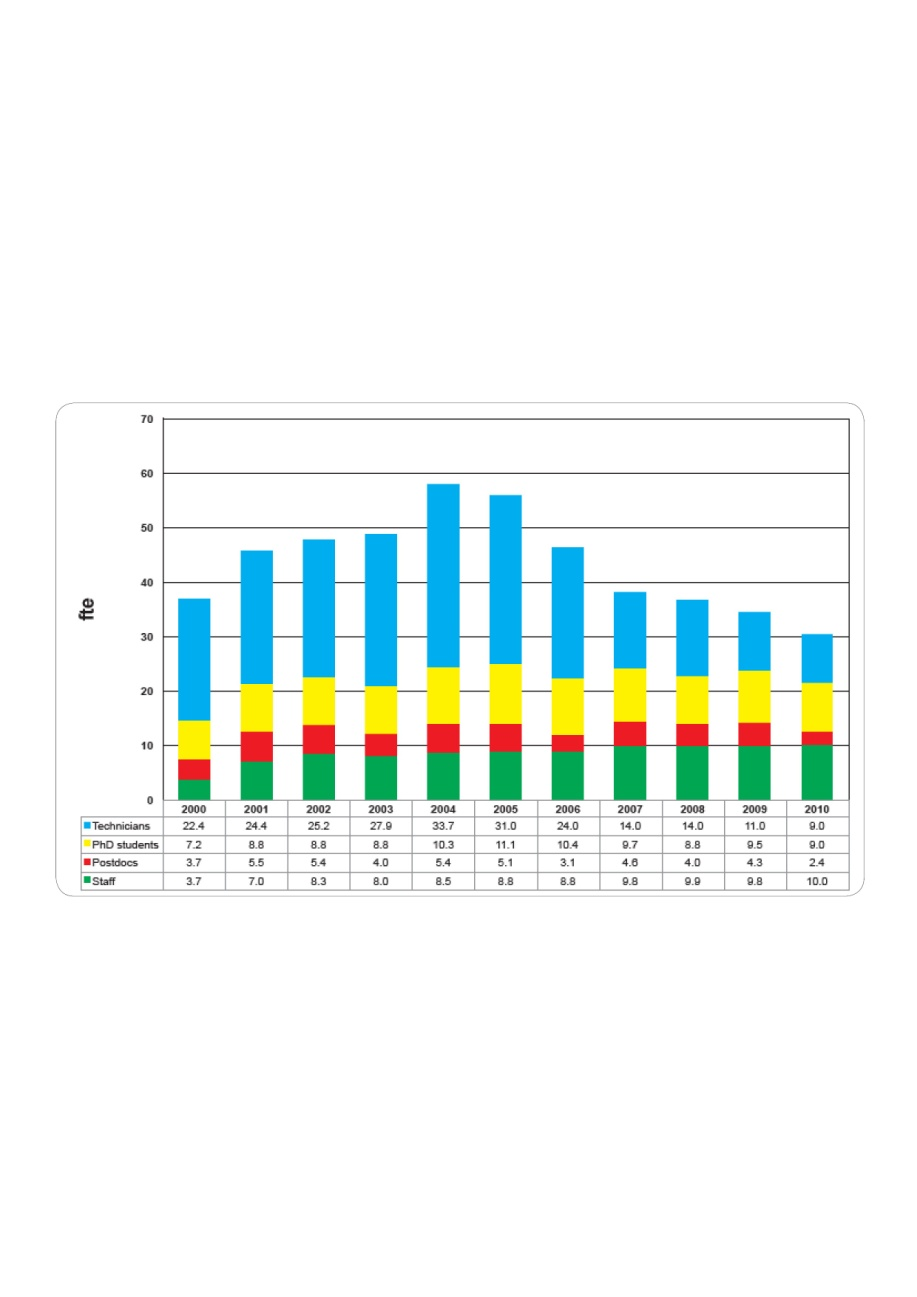 70
60
50
40
30
20
10
0
fte
2000 2001 2002 2003 2004 2005 2006 2007 2008 2009 2010
Technicians 22.4 24.4 25.2 27.9 33.7 31.0 24.0 14.0 14.0 11.0 9.0
PhD students 7.2 8.8 8.8 8.8 10.3 11.1 10.4 9.7 8.8 9.5 9.0
Postdocs 3.7 5.5 5.4 4.0 5.4 5.1 3.1 4.6 4.0 4.3 2.4
Staff 3.7 7.0 8.3 8.0 8.5 8.8 8.8 9.8 9.9 9.8 10.0